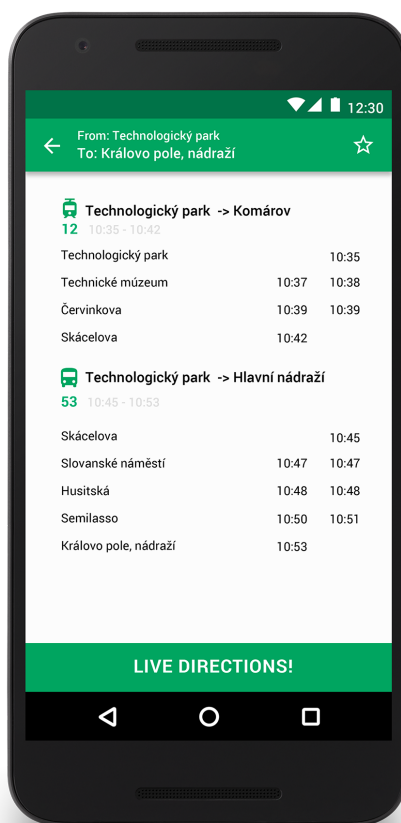 12:30
From: Technologický park
To: Královo pole, nádraží
Technologický park -> Komárov
12 10:35 - 10:42
Technologický park 10:35
Technické múzeum 10:37 10:38
Červinkova 10:39 10:39
Skácelova 10:42
Technologický park -> Hlavní nádraží
53 10:45 - 10:53
Skácelova 10:45
Slovanské náměstí 10:47 10:47
Husitská 10:48 10:48
Semilasso 10:50 10:51
Královo pole, nádraží 10:53
LIVE DIRECTIONS!